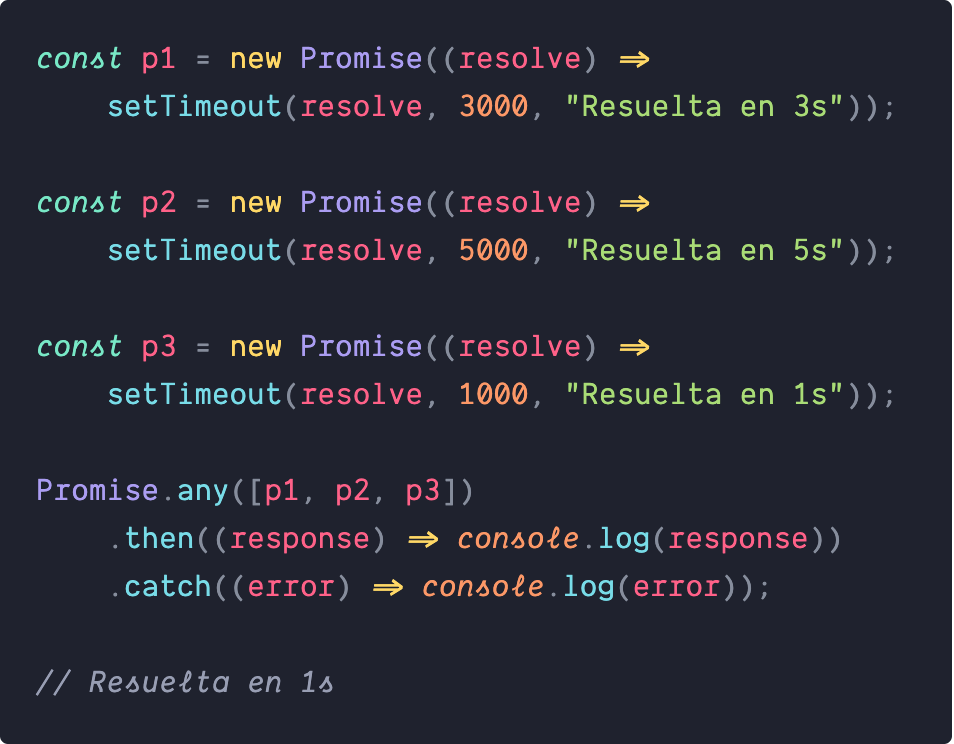 const p1 = new Promise((resolve) =>
    setTimeout(resolve, 3000, "Resuelta en 3s"));
const p2 = new Promise((resolve) =>
    setTimeout(resolve, 5000, "Resuelta en 5s"));
const p3 = new Promise((resolve) =>
    setTimeout(resolve, 1000, "Resuelta en 1s"));
Promise.any([p1, p2, p3])
    .then((response) => console.log(response))
    .catch((error) => console.log(error));
// Resuelta en 1s